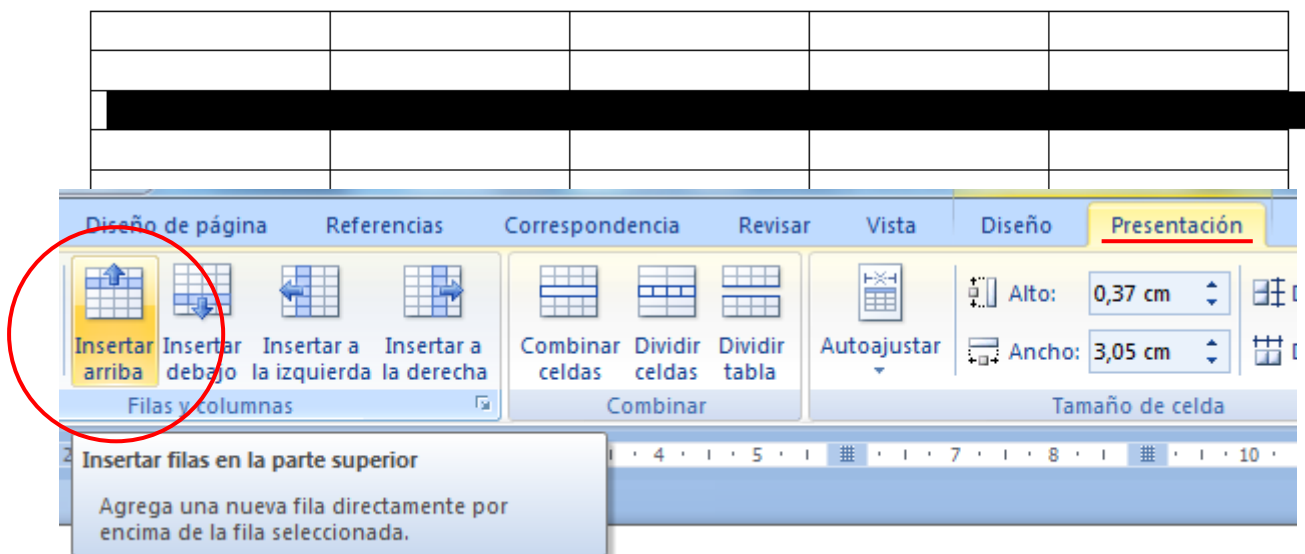 Diseño de página Referencias Correspondencia Revisar Vista Diseño Presentación
Insertar arriba
Insertar debajo
Insertar a la izquierda
Insertar a la derecha
Filas y columnas
Combinar celdas
Dividir celdas
Dividir tabla
Combinar
Autoajustar
Alto: 0,37 cm
Ancho: 3,05 cm
Tamaño de celda
2 4 5 7 8 10
Insertar filas en la parte superior
Agrega una nueva fila directamente por
encima de la fila seleccionada.